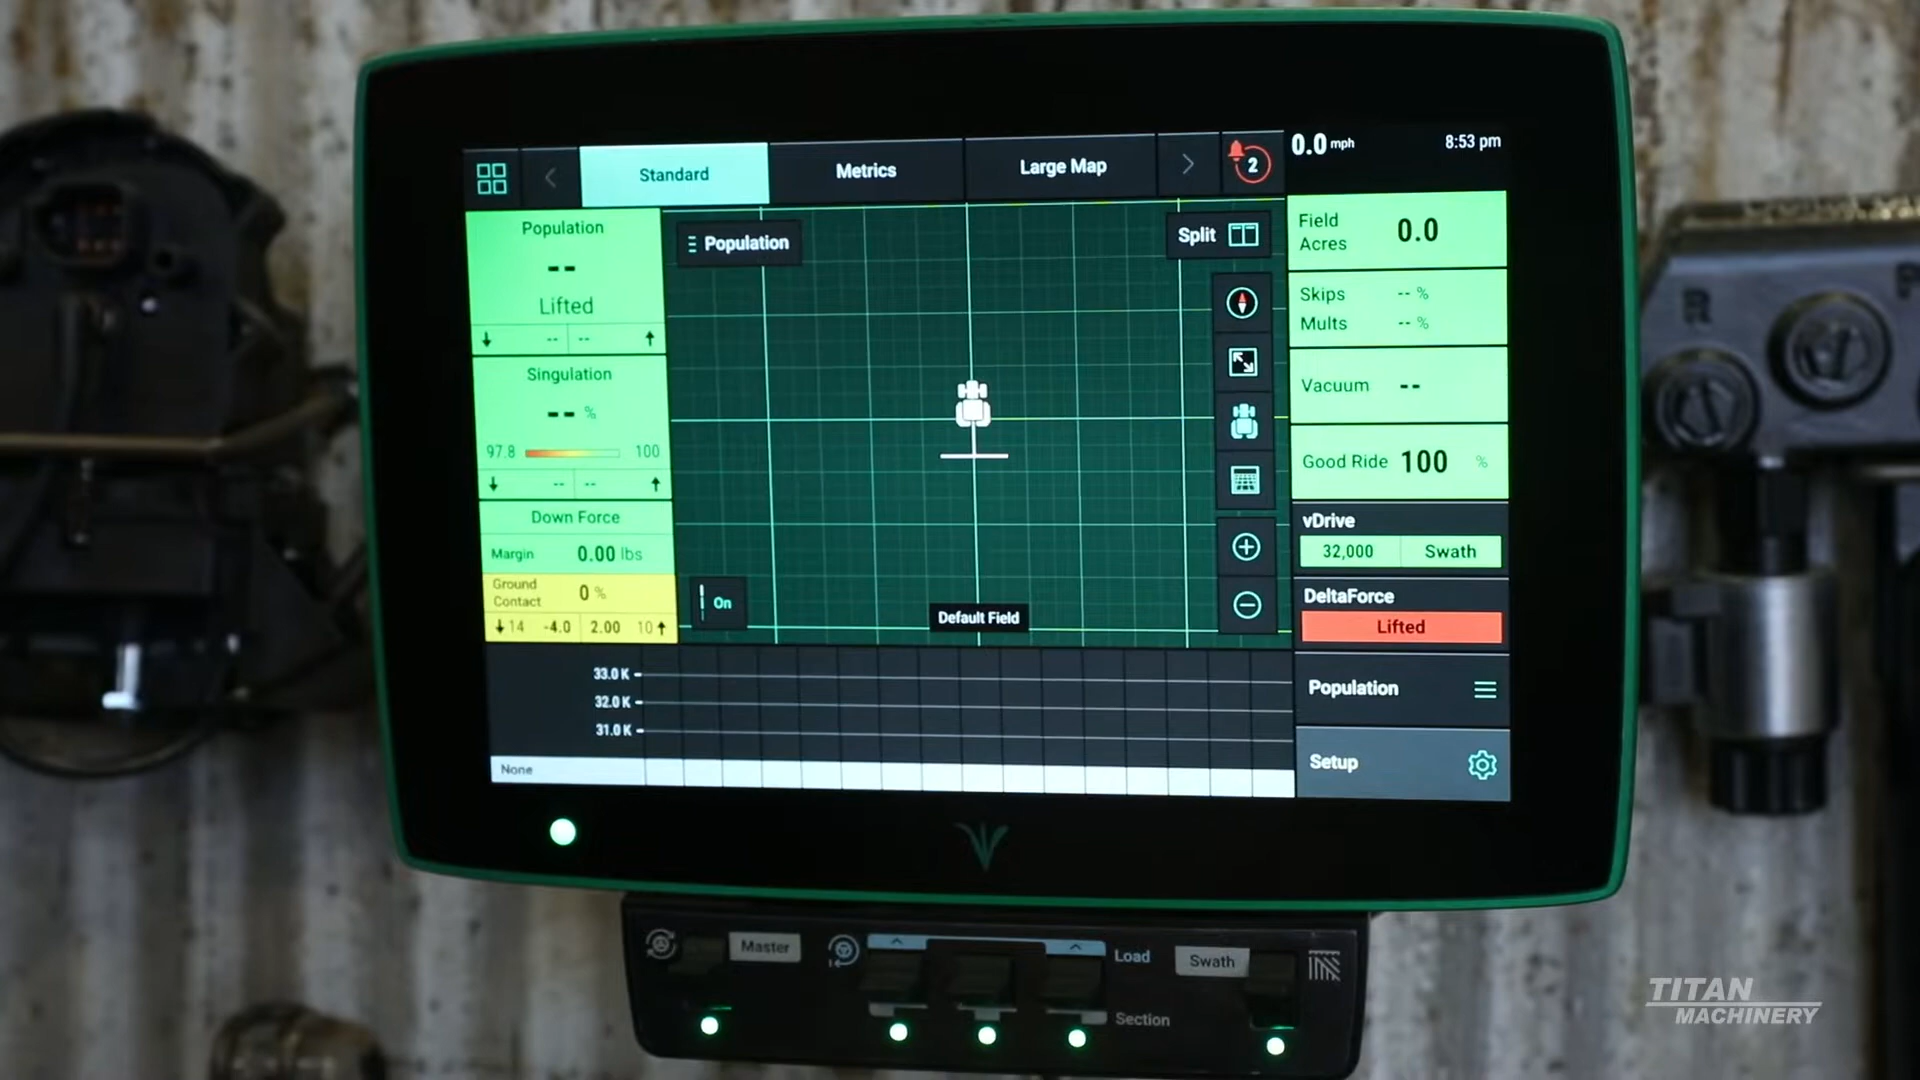 Standard
Metrics
Large Map
2
0.0 mph
8:53 pm
Population
--
Lifted
-- --
Singulation
-- %
97.8 100
-- --
Down Force
Margin 0.00 lbs
Ground Contact 0 %
14 -4.0 2.00 10
Population
Split
On
Default Field
Field Acres 0.0
Skips -- %
Mults -- %
Vacuum --
Good Ride 100 %
vDrive
32,000 Swath
DeltaForce
Lifted
Population
Setup
33.0 K
32.0 K
31.0 K
None
Master
Load
Swath
Section
R
P
TITAN
MACHINERY